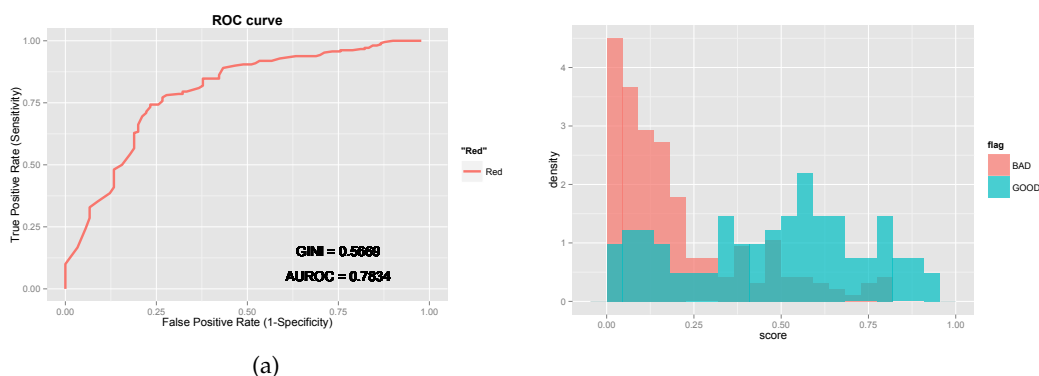 ROC curve
1.00
0.75
0.50
0.25
0.00
True Positive Rate (Sensitivity)
GINI = 0.5669
AUROC = 0.7834
0.00 0.25 0.50 0.75 1.00
False Positive Rate (1-Specificity)
"Red"
Red
(a)
4
3
2
1
0
density
0.00 0.25 0.50 0.75 1.00
score
flag
BAD
GOOD